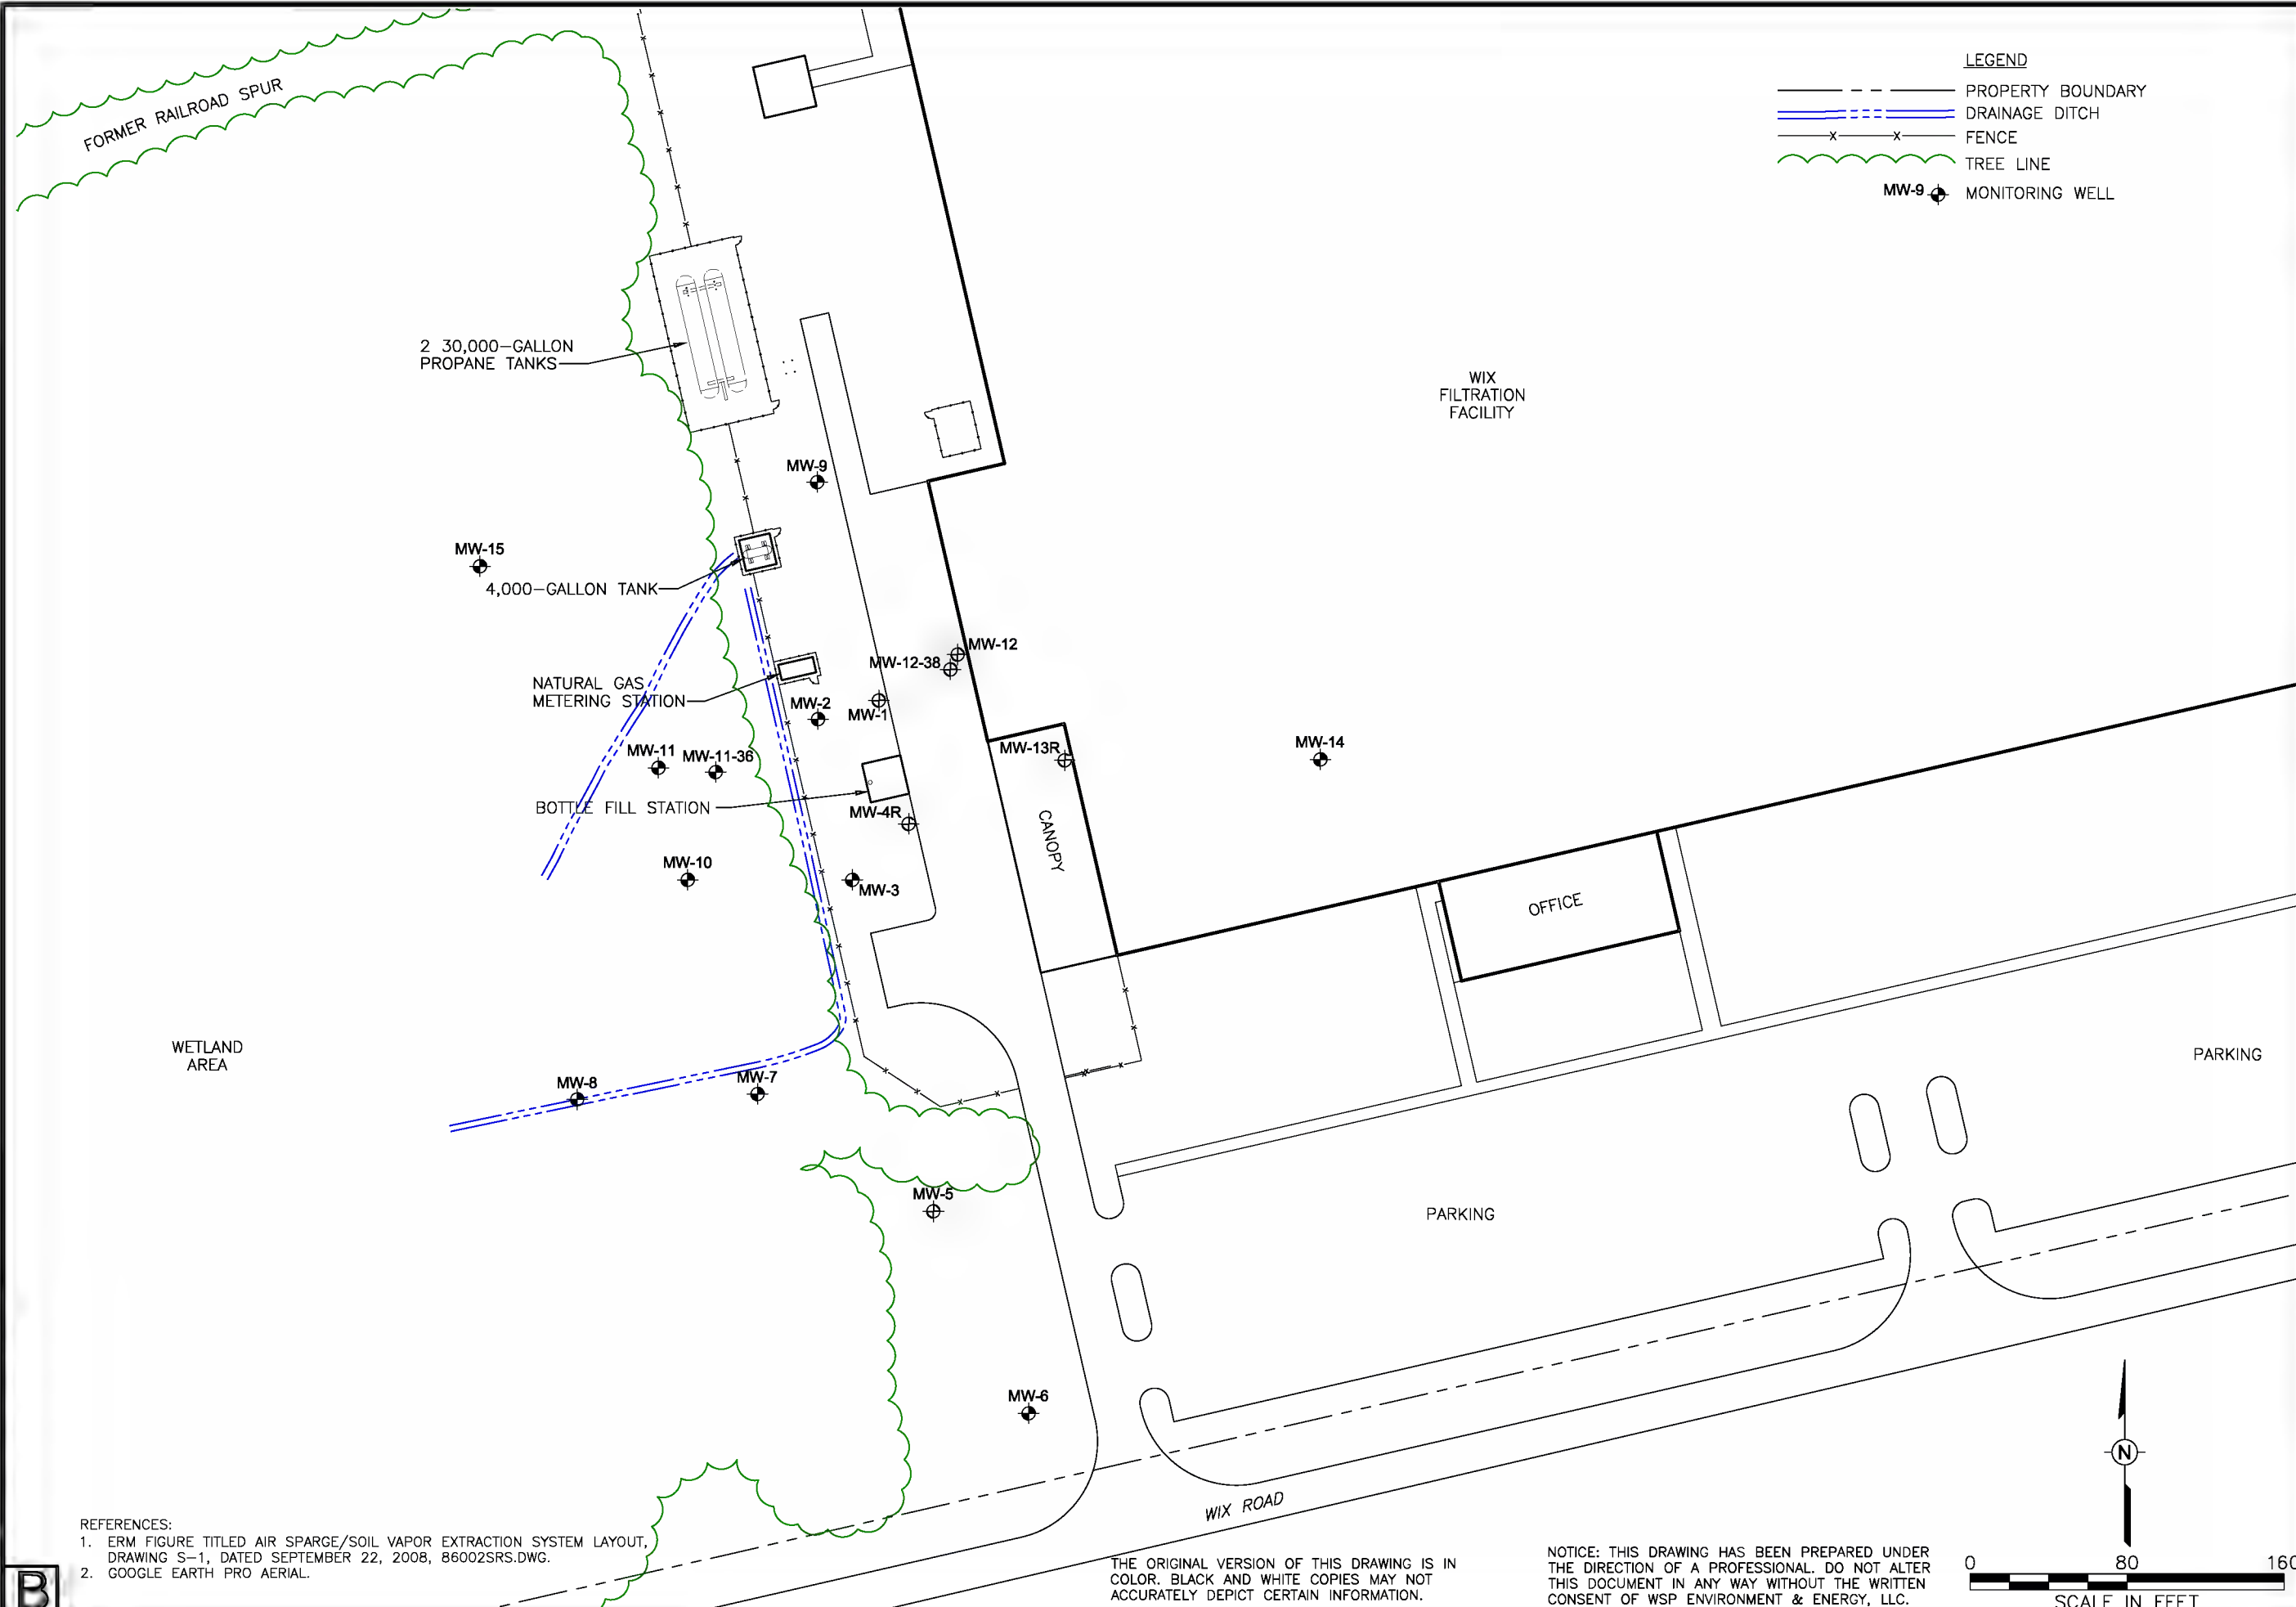 LEGEND
PROPERTY BOUNDARY
DRAINAGE DITCH
FENCE
TREE LINE
MW-9 MONITORING WELL
FORMER RAILROAD SPUR
2 30,000-GALLON
PROPANE TANKS
WIX
FILTRATION
FACILITY
MW-9
MW-15
4,000-GALLON TANK
MW-12
MW-12-38
NATURAL GAS
METERING STATION
MW-2
MW-1
MW-11
MW-11-36
MW-13R
MW-14
BOTTLE FILL STATION
MW-4R
CANOPY
MW-10
MW-3
OFFICE
WETLAND
AREA
PARKING
MW-8
MW-7
MW-5
PARKING
MW-6
N
WIX ROAD
REFERENCES:
1. ERM FIGURE TITLED AIR SPARGE/SOIL VAPOR EXTRACTION SYSTEM LAYOUT,
DRAWING S-1, DATED SEPTEMBER 22, 2008, 86002SRS.DWG.
2. GOOGLE EARTH PRO AERIAL.
B
THE ORIGINAL VERSION OF THIS DRAWING IS IN
COLOR. BLACK AND WHITE COPIES MAY NOT
ACCURATELY DEPICT CERTAIN INFORMATION.
NOTICE: THIS DRAWING HAS BEEN PREPARED UNDER
THE DIRECTION OF A PROFESSIONAL. DO NOT ALTER
THIS DOCUMENT IN ANY WAY WITHOUT THE WRITTEN
CONSENT OF WSP ENVIRONMENT & ENERGY, LLC.
0 80 160
SCALE IN FEET